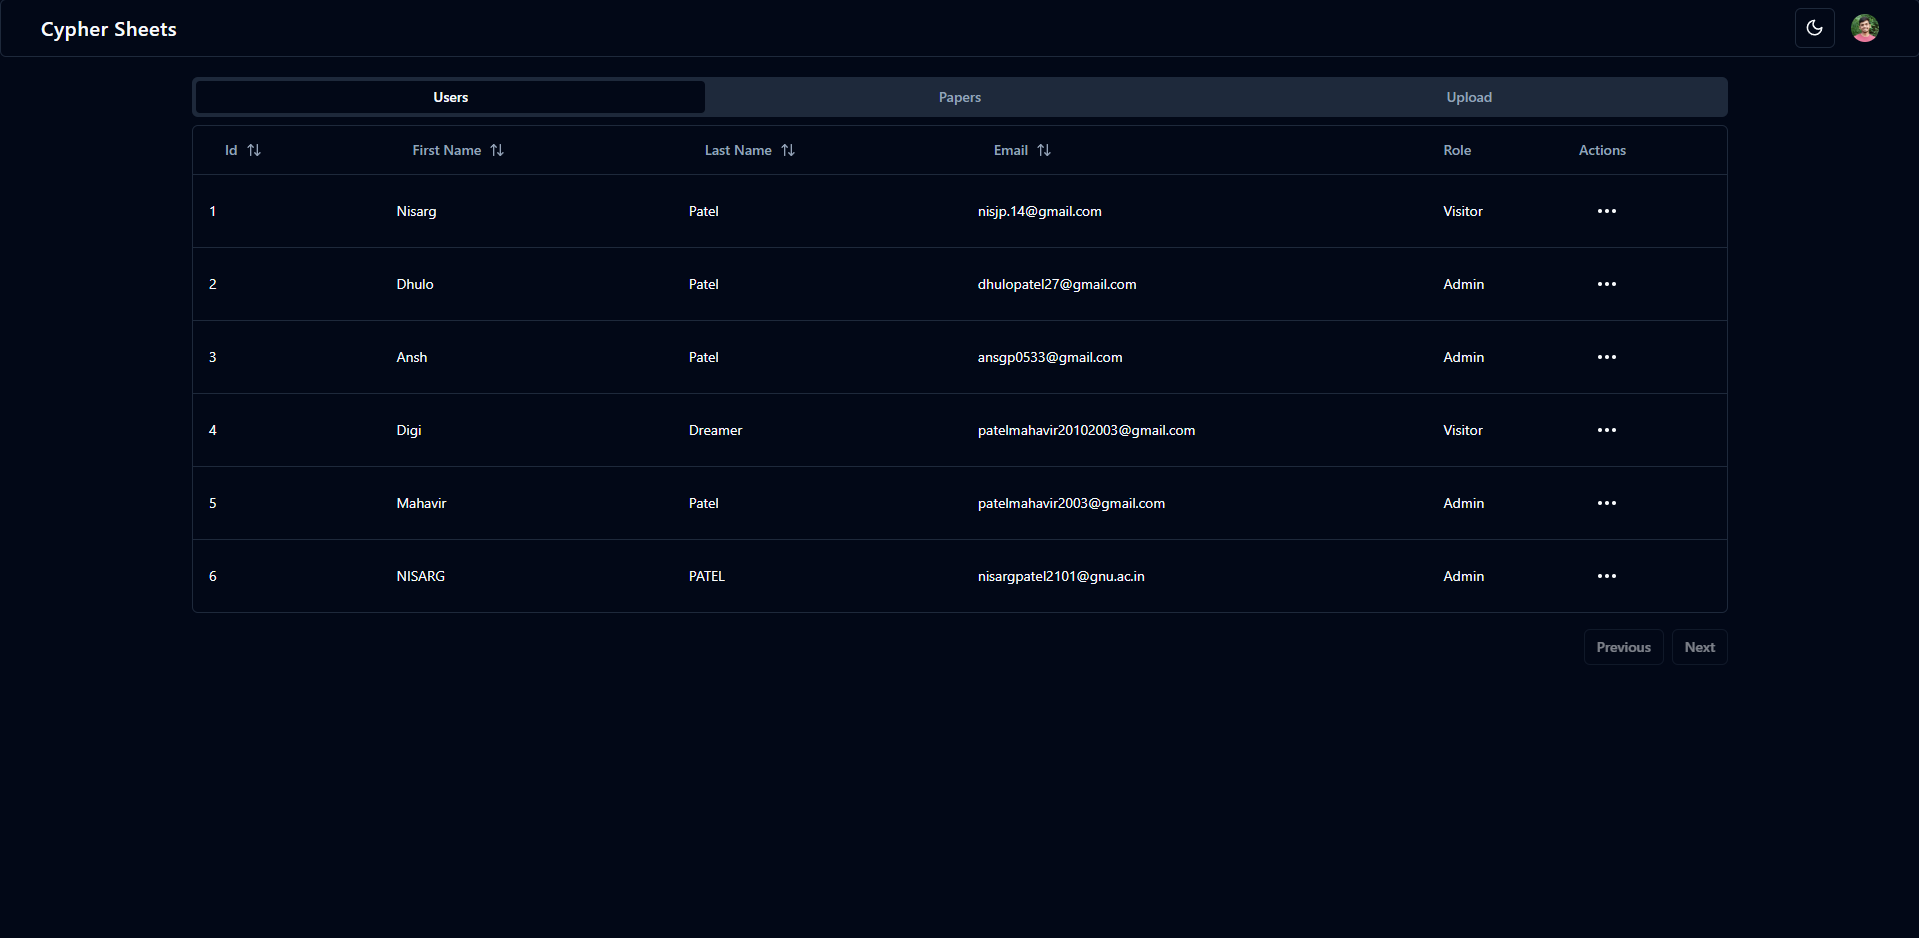 Cypher Sheets
Users Papers Upload
Id First Name Last Name Email Role Actions
1 Nisarg Patel nisjp.14@gmail.com Visitor
2 Dhulo Patel dhulopatel27@gmail.com Admin
3 Ansh Patel ansgp0533@gmail.com Admin
4 Digi Dreamer patelmahavir20102003@gmail.com Visitor
5 Mahavir Patel patelmahavir2003@gmail.com Admin
6 NISARG PATEL nisargpatel2101@gnu.ac.in Admin
Previous Next